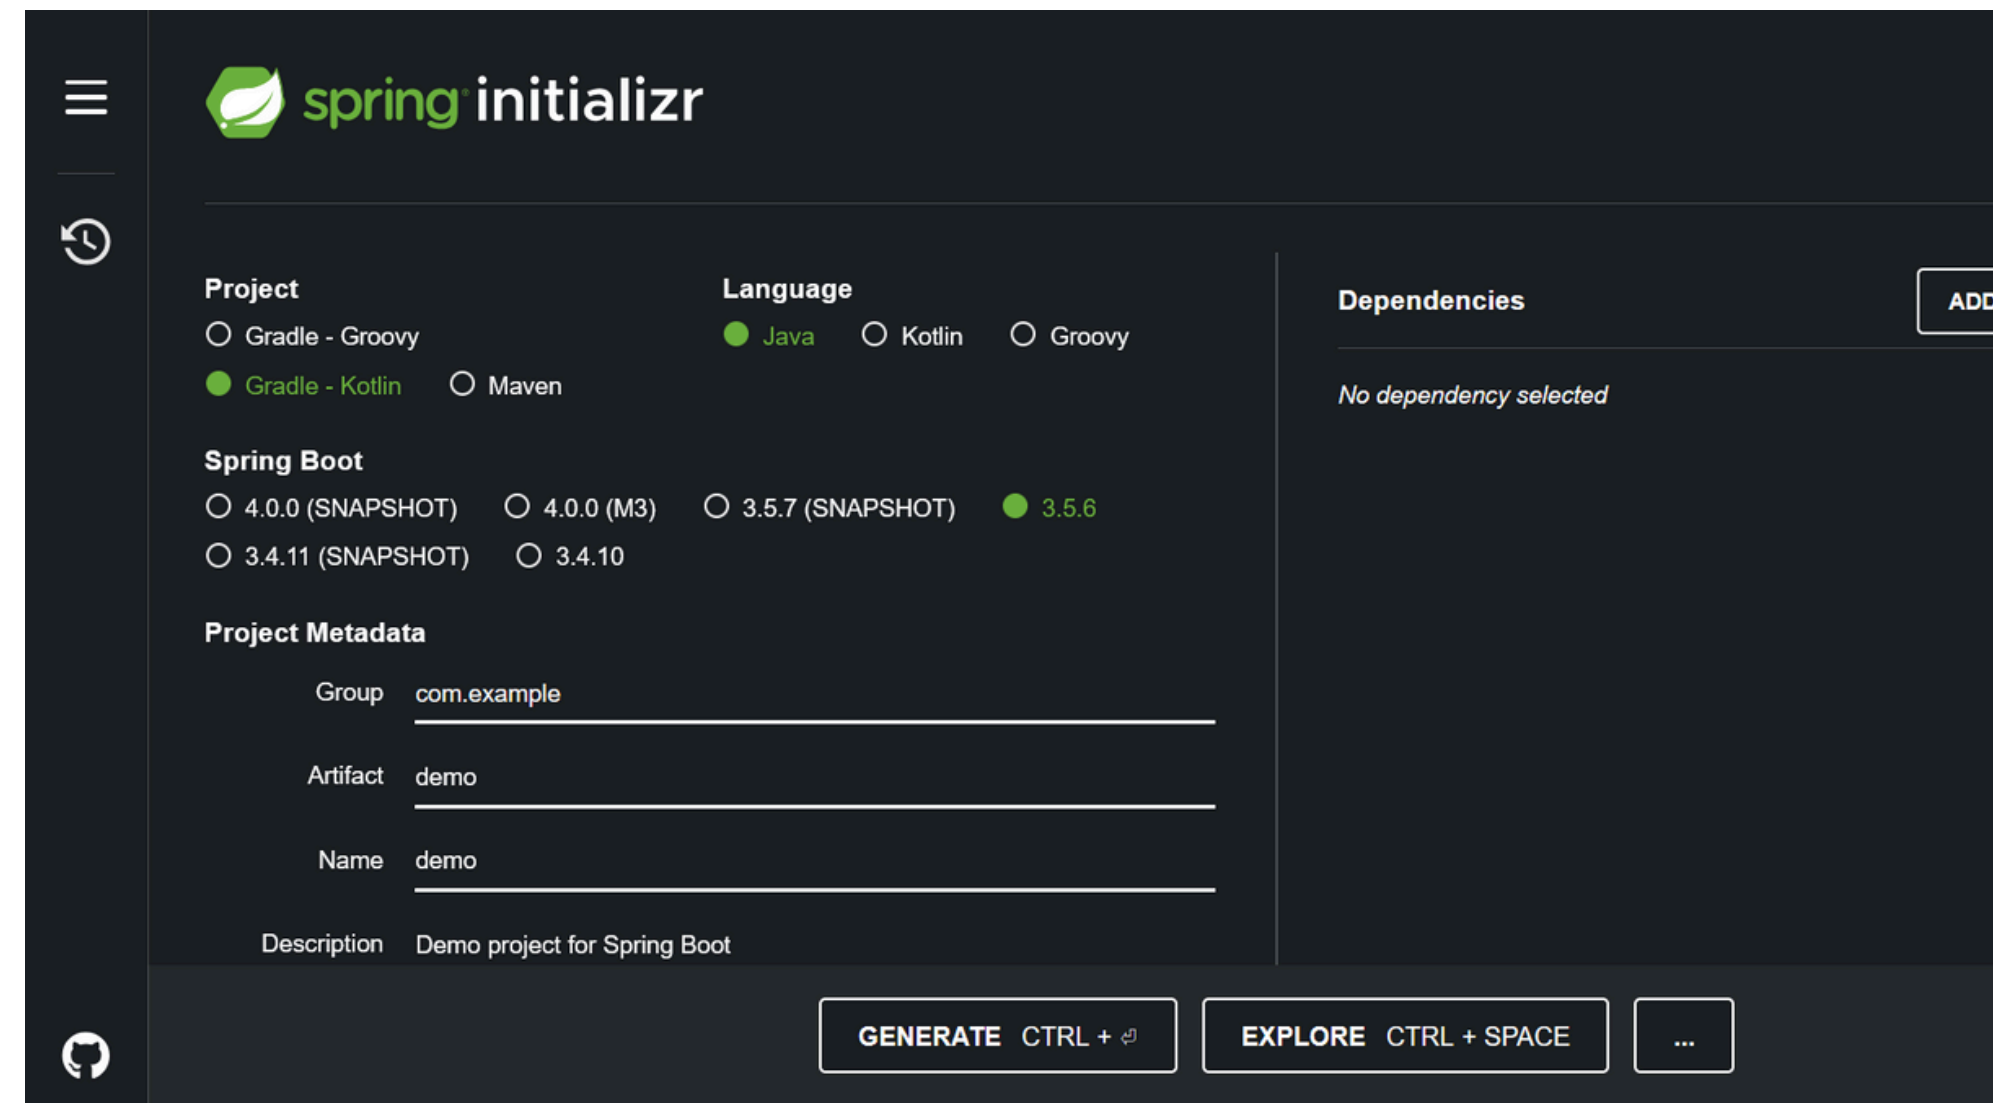 spring initializr
Project
Gradle - Groovy
Gradle - Kotlin Maven
Language
Java Kotlin Groovy
Spring Boot
4.0.0 (SNAPSHOT) 4.0.0 (M3) 3.5.7 (SNAPSHOT) 3.5.6
3.4.11 (SNAPSHOT) 3.4.10
Project Metadata
Group com.example
Artifact demo
Name demo
Description Demo project for Spring Boot
Dependencies ADD
No dependency selected
GENERATE CTRL + ⏎ EXPLORE CTRL + SPACE ...